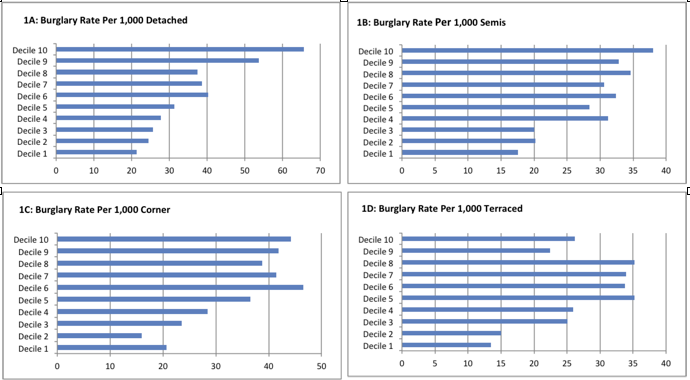 1A: Burglary Rate Per 1,000 Detached
Decile 10
Decile 9
Decile 8
Decile 7
Decile 6
Decile 5
Decile 4
Decile 3
Decile 2
Decile 1
0 10 20 30 40 50 60 70
1B: Burglary Rate Per 1,000 Semis
Decile 10
Decile 9
Decile 8
Decile 7
Decile 6
Decile 5
Decile 4
Decile 3
Decile 2
Decile 1
0 5 10 15 20 25 30 35 40
1C: Burglary Rate Per 1,000 Corner
Decile 10
Decile 9
Decile 8
Decile 7
Decile 6
Decile 5
Decile 4
Decile 3
Decile 2
Decile 1
0 10 20 30 40 50
1D: Burglary Rate Per 1,000 Terraced
Decile 10
Decile 9
Decile 8
Decile 7
Decile 6
Decile 5
Decile 4
Decile 3
Decile 2
Decile 1
0 5 10 15 20 25 30 35 40